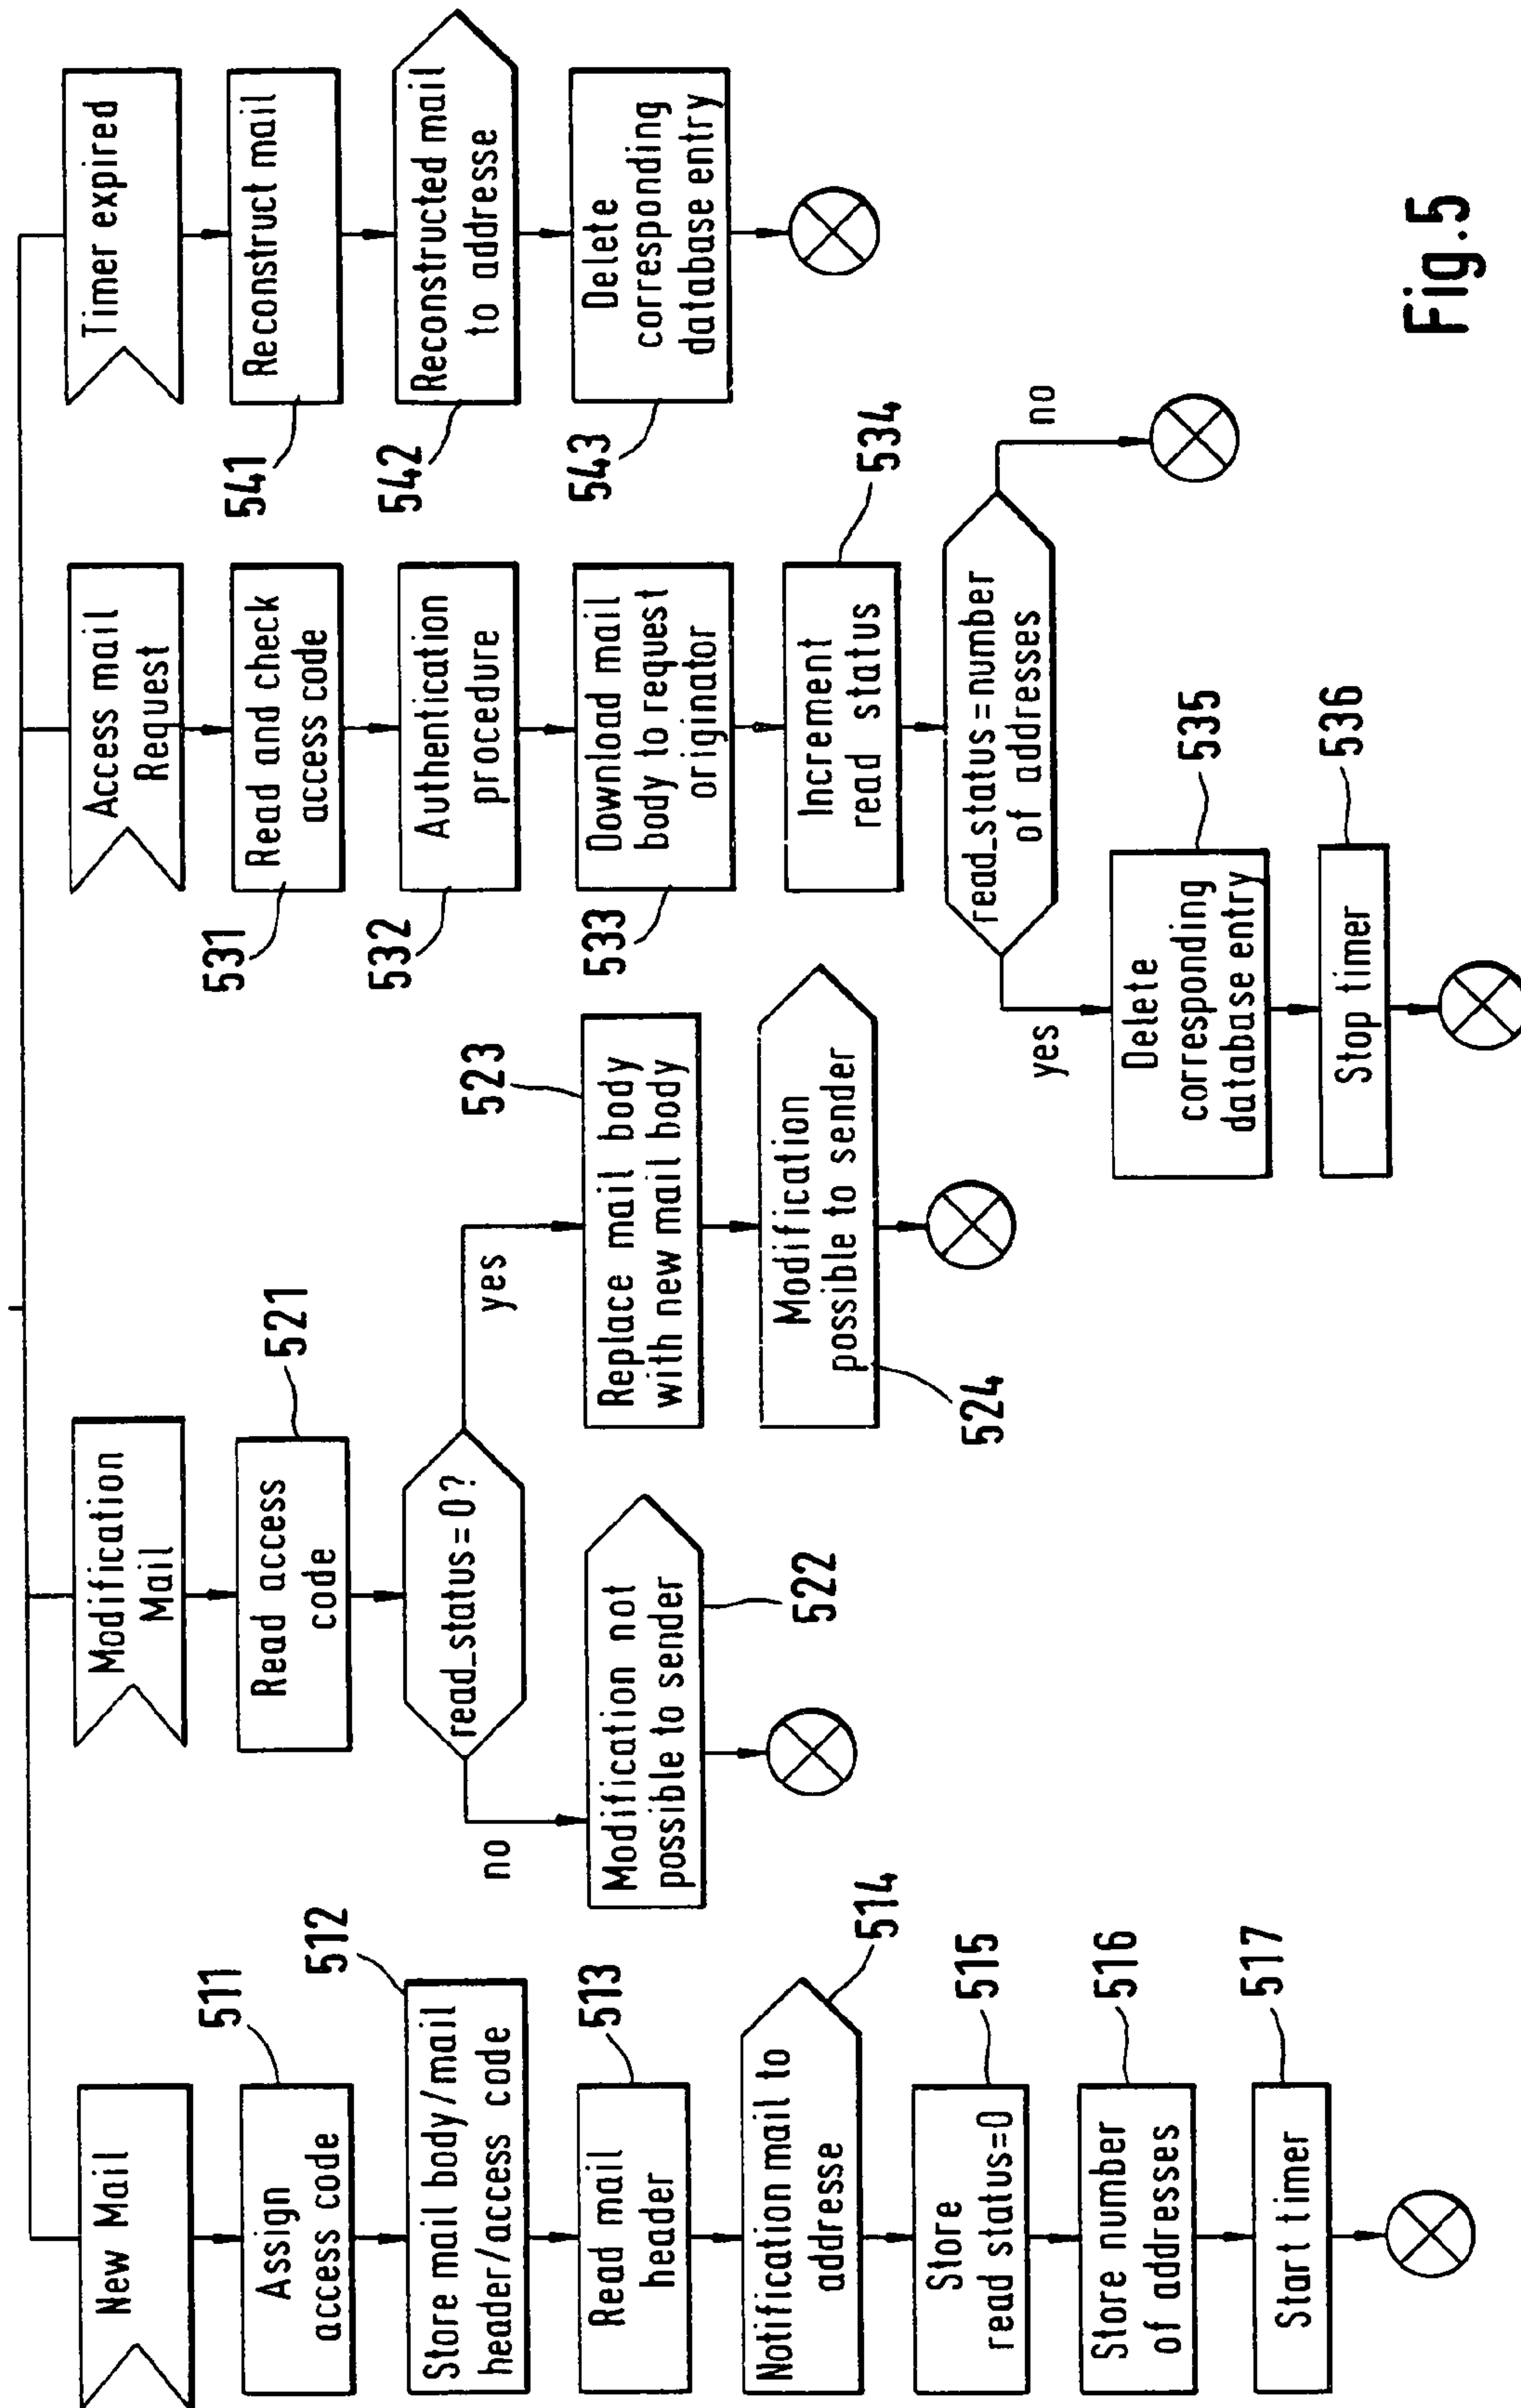 New Mail
Assign
access code
511
Store mail body/mail
header/access code
512
Read mail
header
513
Notification mail to
addresse
514
Store
read status=0
515
Store number
of addresses
516
Start timer
517
Modification
Mail
Read access
code
521
read_status=0?
no
yes
Modification not
possible to sender
522
Replace mail body
with new mail body
523
Modification
possible to sender
524
Access mail
Request
Read and check
access code
531
Authentication
procedure
532
Download mail
body to request
originator
533
Increment
read status
534
read_status=number
of addresses
yes
no
Delete
corresponding
database entry
535
Stop timer
536
Timer expired
Reconstruct mail
541
Reconstructed mail
to addresse
542
Delete
corresponding
database entry
543
Fig.5